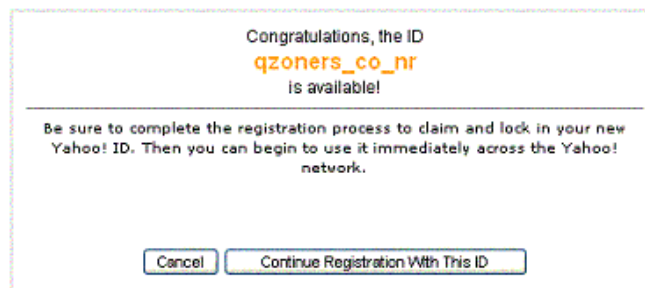 Congratulations, the ID
qzoners_co_nr
is available!
Be sure to complete the registration process to claim and lock in your new
Yahoo! ID. Then you can begin to use it immediately across the Yahoo!
network.
Cancel Continue Registration With This ID